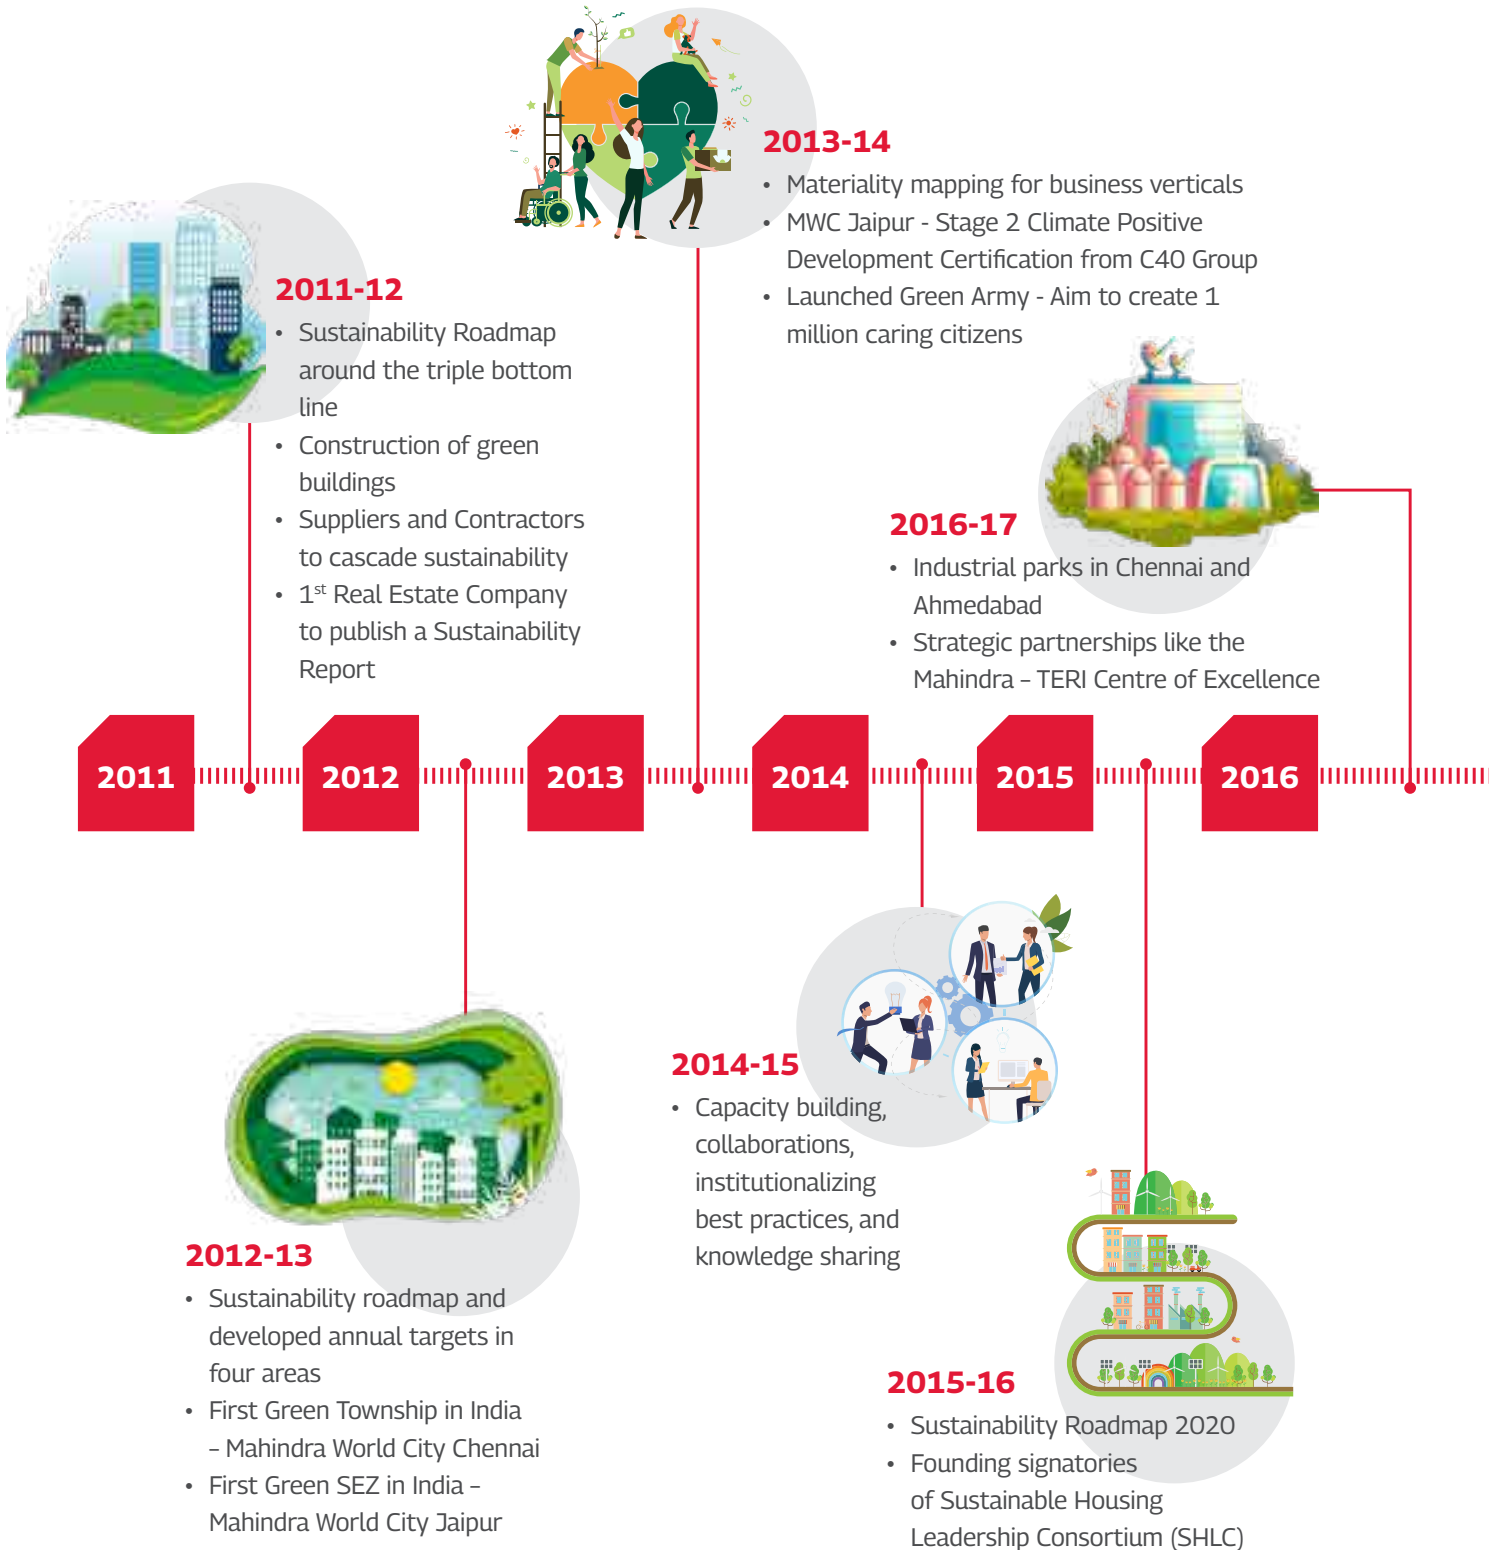 2013-14
• Materiality mapping for business verticals
• MWC Jaipur - Stage 2 Climate Positive
Development Certification from C40 Group
• Launched Green Army - Aim to create 1
million caring citizens
2011-12
• Sustainability Roadmap
around the triple bottom
line
• Construction of green
buildings
• Suppliers and Contractors
to cascade sustainability
• 1st Real Estate Company
to publish a Sustainability
Report
2016-17
• Industrial parks in Chennai and
Ahmedabad
• Strategic partnerships like the
Mahindra – TERI Centre of Excellence
2011
2012
2013
2014
2015
2016
2012-13
• Sustainability roadmap and
developed annual targets in
four areas
• First Green Township in India
– Mahindra World City Chennai
• First Green SEZ in India –
Mahindra World City Jaipur
2014-15
• Capacity building,
collaborations,
institutionalizing
best practices, and
knowledge sharing
2015-16
• Sustainability Roadmap 2020
• Founding signatories
of Sustainable Housing
Leadership Consortium (SHLC)